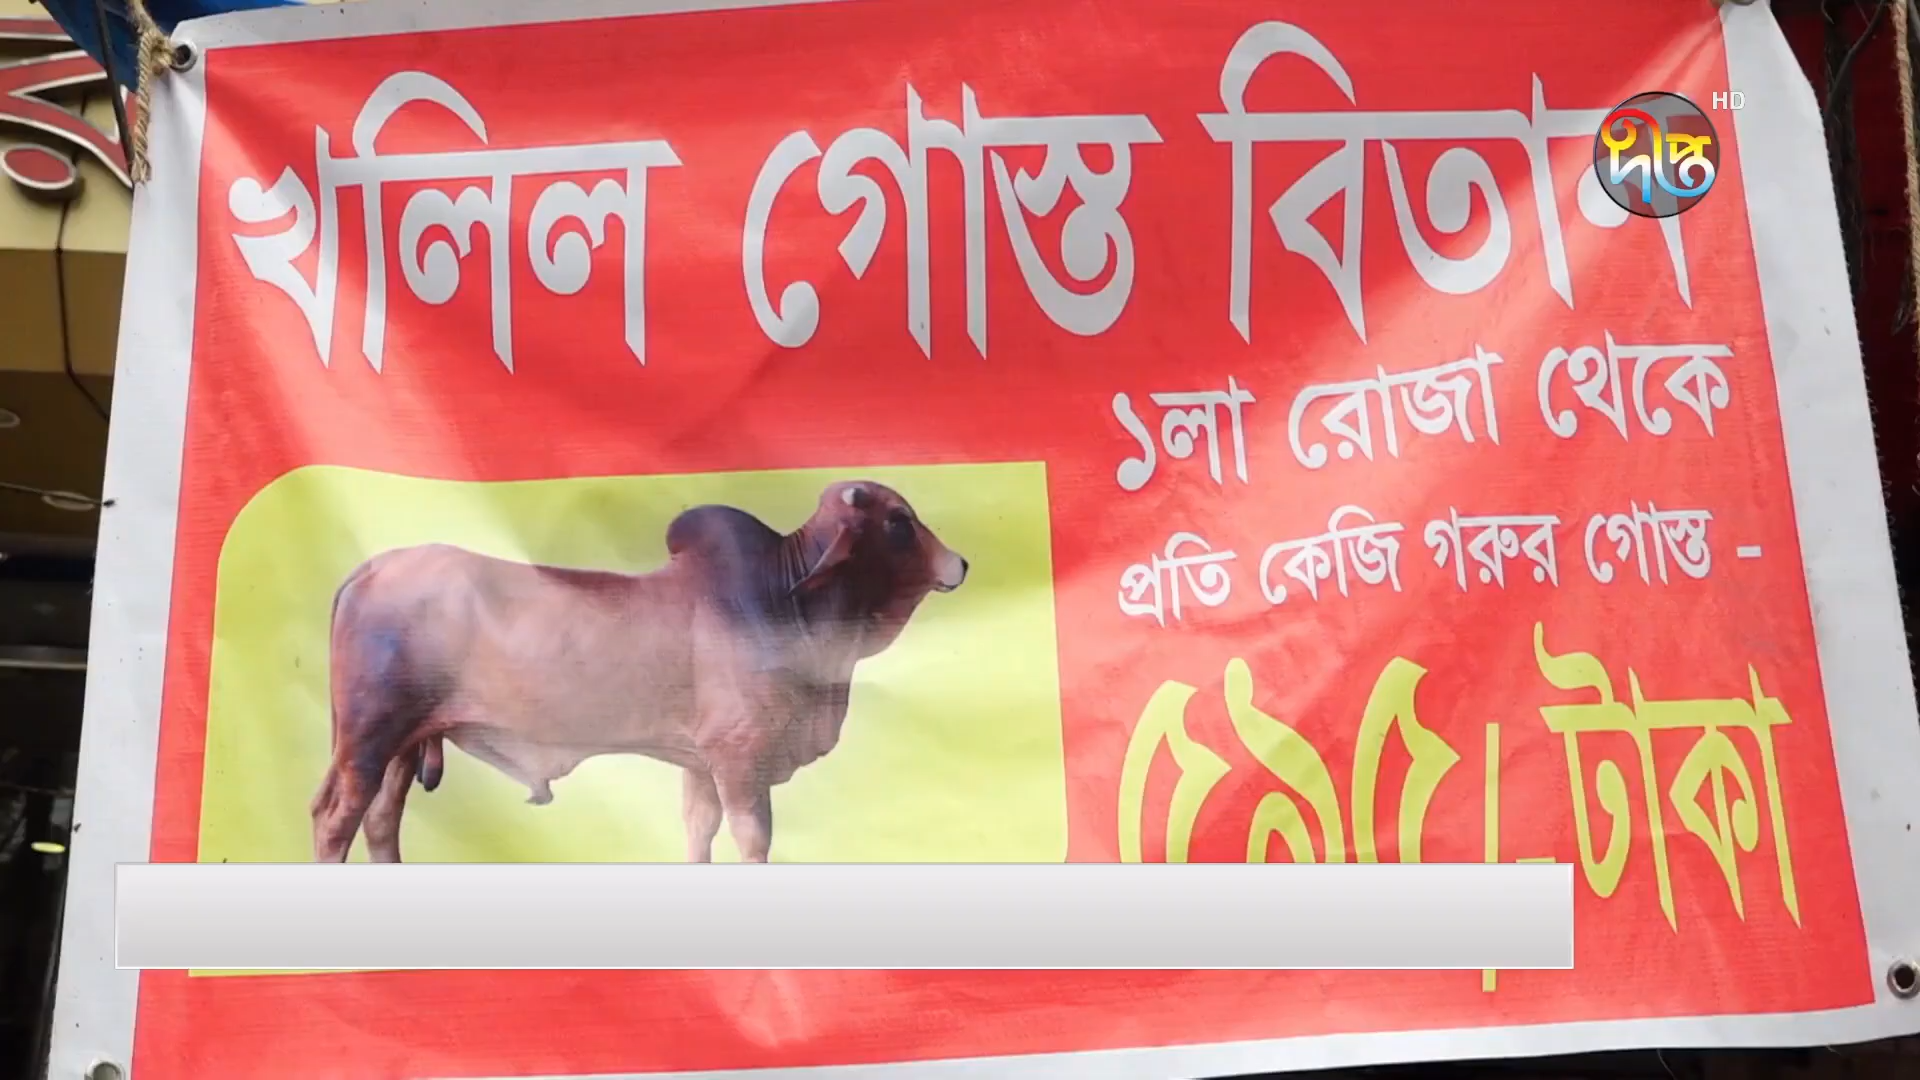 খলিল গোস্ত বিতান
১লা রোজা থেকে
প্রতি কেজি গরুর গোস্ত -
৫৯৫/- টাকা
দীপ্ত
HD